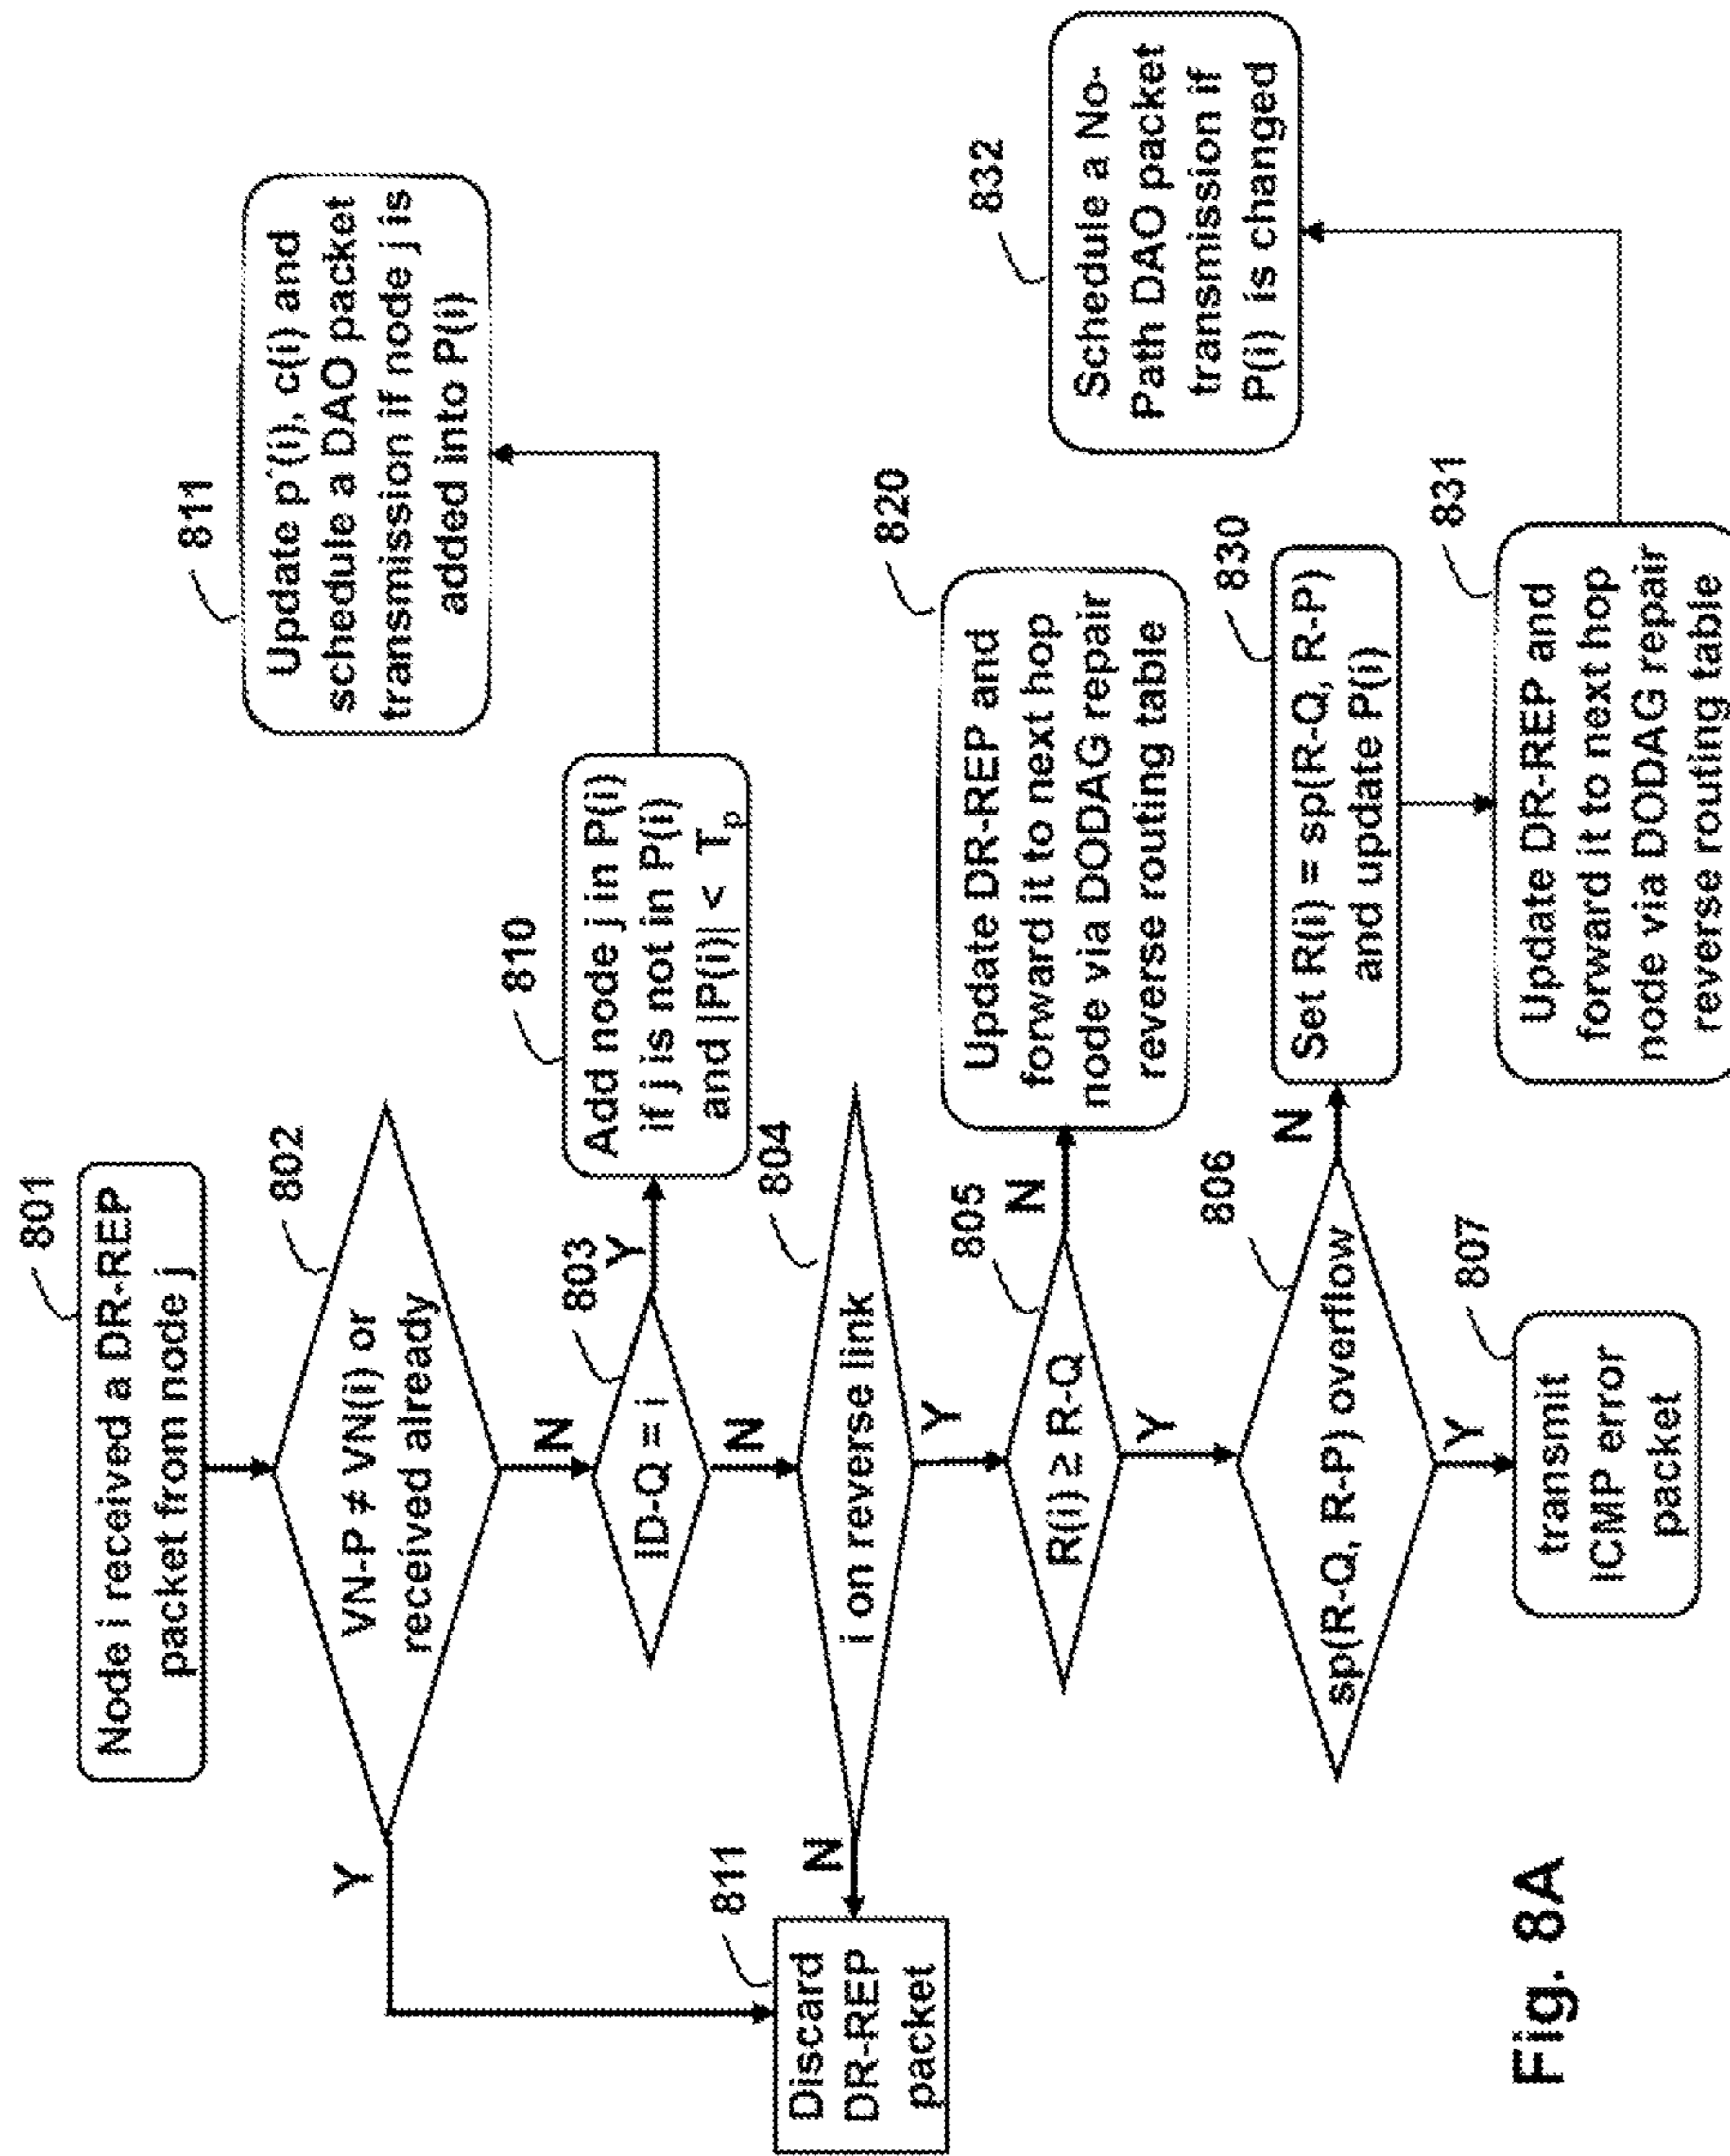 801
Node i received a DR-REP
packet from node j
802
VN-P ≠ VN(i) or
received already
Y
N
803
ID-Q = i
Y
N
810
Add node j in P(i)
if j is not in P(i)
and |P(i)| < Tp
811
Update p*(i), c(i) and
schedule a DAO packet
transmission if node j is
added into P(i)
804
i on reverse link
N
Y
811
Discard
DR-REP
packet
805
R(i) ≥ R-Q
N
Y
820
Update DR-REP and
forward it to next hop
node via DODAG repair
reverse routing table
806
sp(R-Q, R-P) overflow
N
Y
830
Set R(i) = sp(R-Q, R-P)
and update P(i)
831
Update DR-REP and
forward it to next hop
node via DODAG repair
reverse routing table
832
Schedule a No-
Path DAO packet
transmission if
P(i) is changed
807
transmit
ICMP error
packet
Fig. 8A